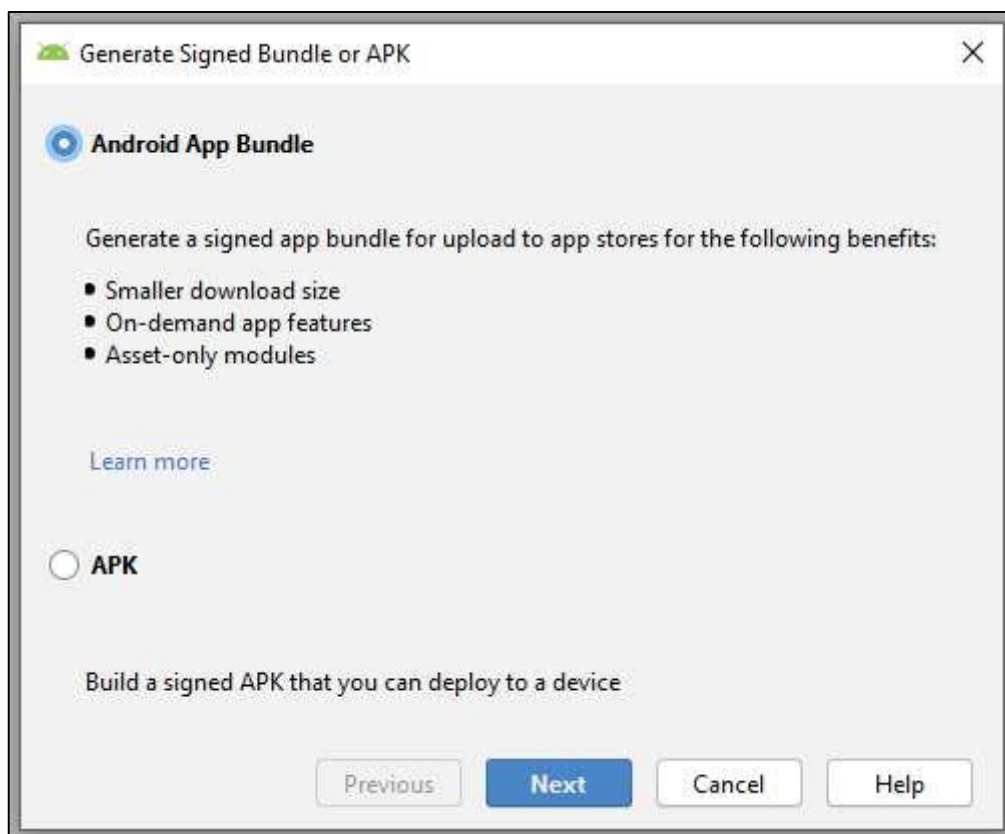 Generate Signed Bundle or APK
Android App Bundle
Generate a signed app bundle for upload to app stores for the following benefits:
• Smaller download size
• On-demand app features
• Asset-only modules
Learn more
APK
Build a signed APK that you can deploy to a device
Previous Next Cancel Help